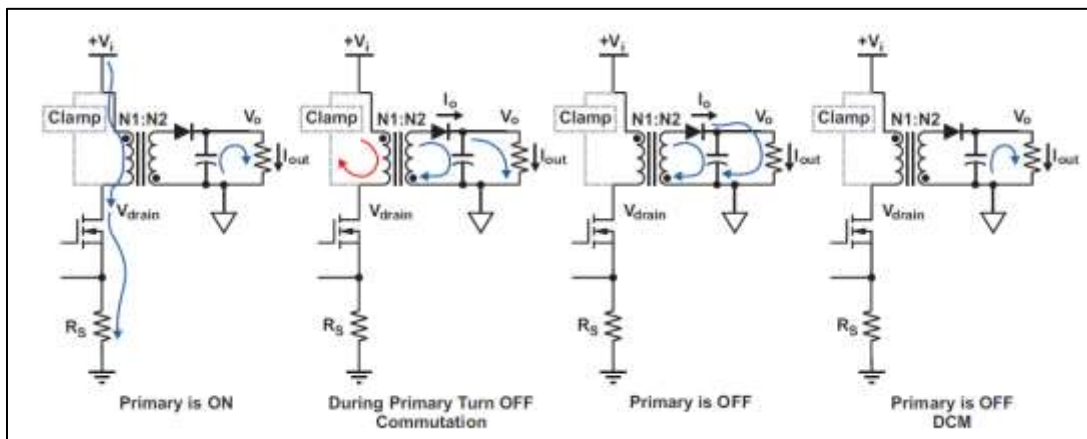 +Vi
Clamp
N1:N2
Vo
Iout
Vdrain
RS
Primary is ON
+Vi
Clamp
N1:N2
Io
Vo
Iout
Vdrain
RS
During Primary Turn OFF
Commutation
+Vi
Clamp
N1:N2
Io
Vo
Iout
Vdrain
RS
Primary is OFF
+Vi
Clamp
N1:N2
Vo
Iout
Vdrain
RS
Primary is OFF
DCM